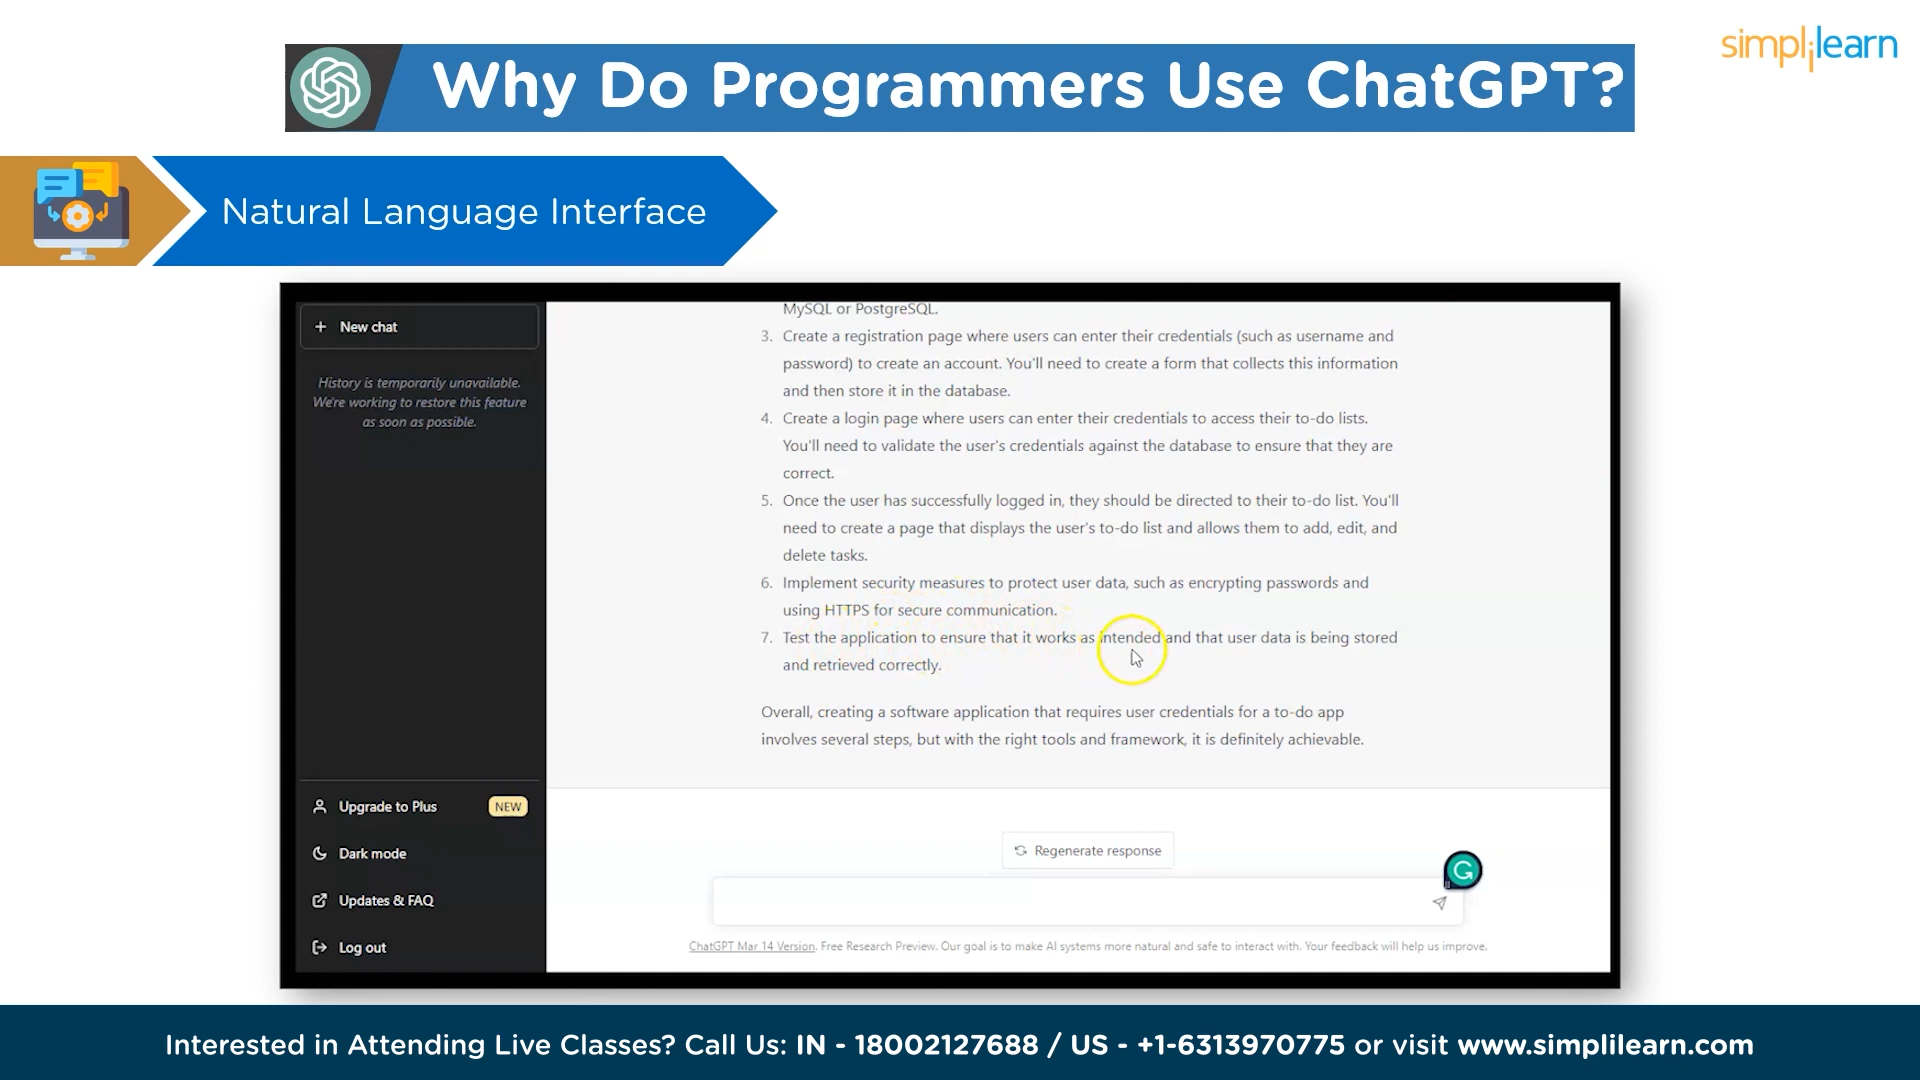 simplilearn
Why Do Programmers Use ChatGPT?
Natural Language Interface
+ New chat
History is temporarily unavailable.
We're working to restore this feature
as soon as possible.
Upgrade to Plus NEW
Dark mode
Updates & FAQ
Log out
MySQL or PostgreSQL.
3. Create a registration page where users can enter their credentials (such as username and
password) to create an account. You'll need to create a form that collects this information
and then store it in the database.
4. Create a login page where users can enter their credentials to access their to-do lists.
You'll need to validate the user's credentials against the database to ensure that they are
correct.
5. Once the user has successfully logged in, they should be directed to their to-do list. You'll
need to create a page that displays the user's to-do list and allows them to add, edit, and
delete tasks.
6. Implement security measures to protect user data, such as encrypting passwords and
using HTTPS for secure communication.
7. Test the application to ensure that it works as intended and that user data is being stored
and retrieved correctly.
Overall, creating a software application that requires user credentials for a to-do app
involves several steps, but with the right tools and framework, it is definitely achievable.
Regenerate response
G
ChatGPT Mar 14 Version. Free Research Preview. Our goal is to make AI systems more natural and safe to interact with. Your feedback will help us improve.
Interested in Attending Live Classes? Call Us: IN - 18002127688 / US - +1-6313970775 or visit www.simplilearn.com